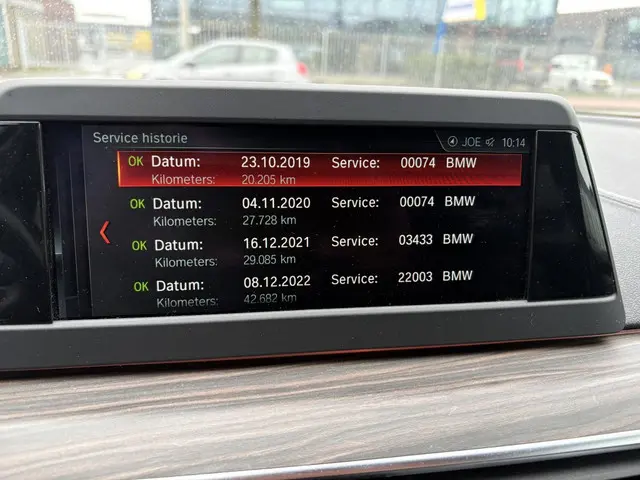 Service historie JOE 10:14
OK Datum: 23.10.2019 Service: 00074 BMW
Kilometers: 20.205 km
OK Datum: 04.11.2020 Service: 00074 BMW
Kilometers: 27.728 km
OK Datum: 16.12.2021 Service: 03433 BMW
Kilometers: 29.085 km
OK Datum: 08.12.2022 Service: 22003 BMW
Kilometers: 42.682 km